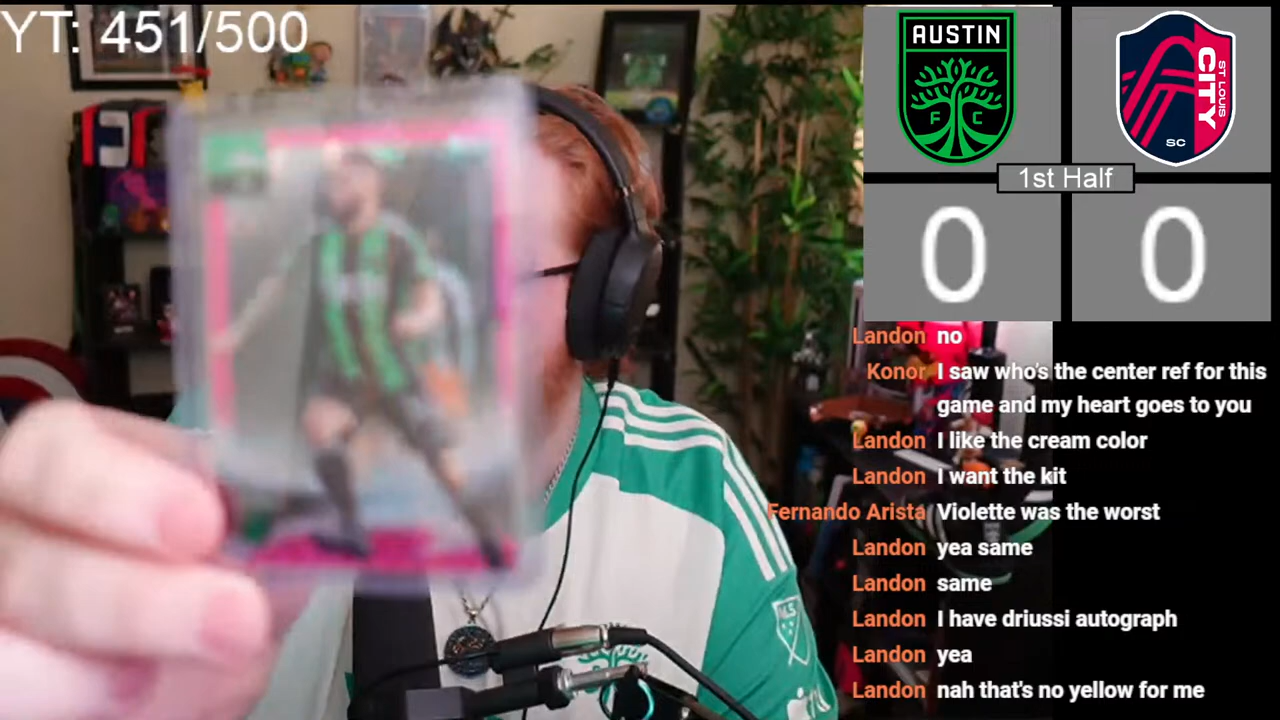 YT: 451/500
AUSTIN
FC
ST LOUIS
CITY
SC
1st Half
0 0
Landon no
Konor I saw who's the center ref for this
game and my heart goes to you
Landon I like the cream color
Landon I want the kit
Fernando Arista Violette was the worst
Landon yea same
Landon same
Landon I have driussi autograph
Landon yea
Landon nah that's no yellow for me
MLS